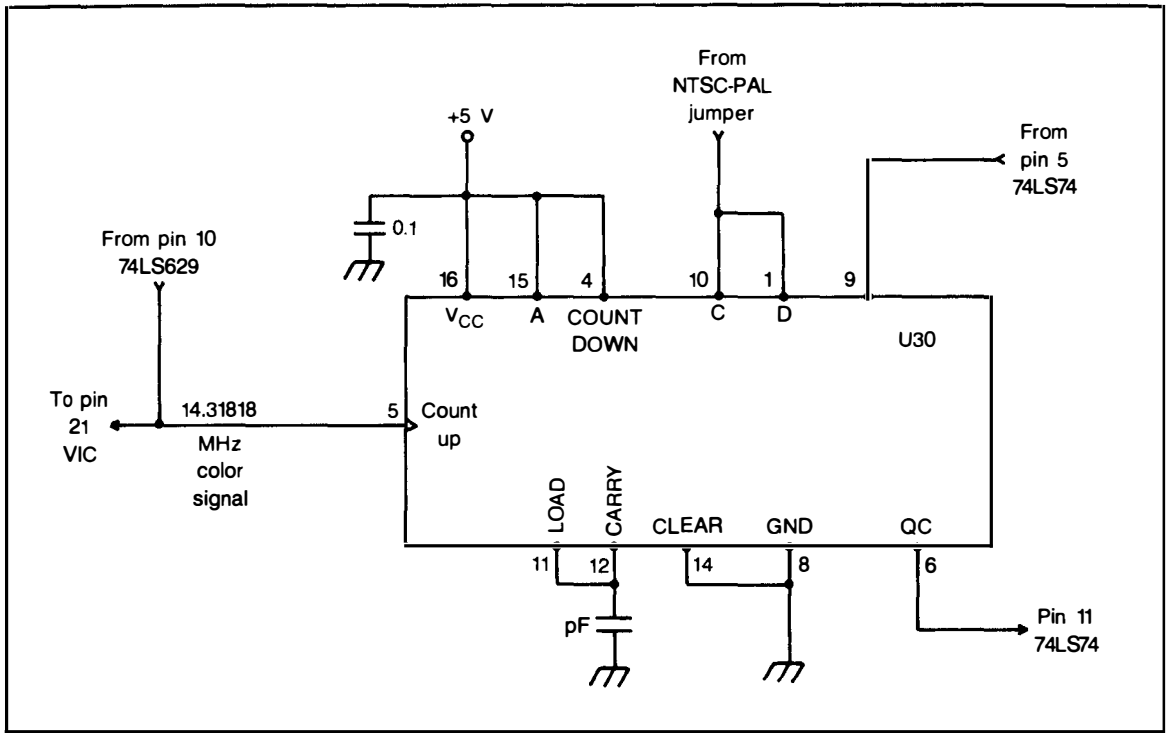 From
NTSC-PAL
jumper
+5 V
From
pin 5
74LS74
0.1
From pin 10
74LS629
16
15
4
10
1
9
VCC
A
COUNT
DOWN
C
D
U30
To pin
21
VIC
14.31818
MHz
color
signal
5
Count
up
LOAD
CARRY
CLEAR
GND
QC
11
12
14
8
6
pF
Pin 11
74LS74